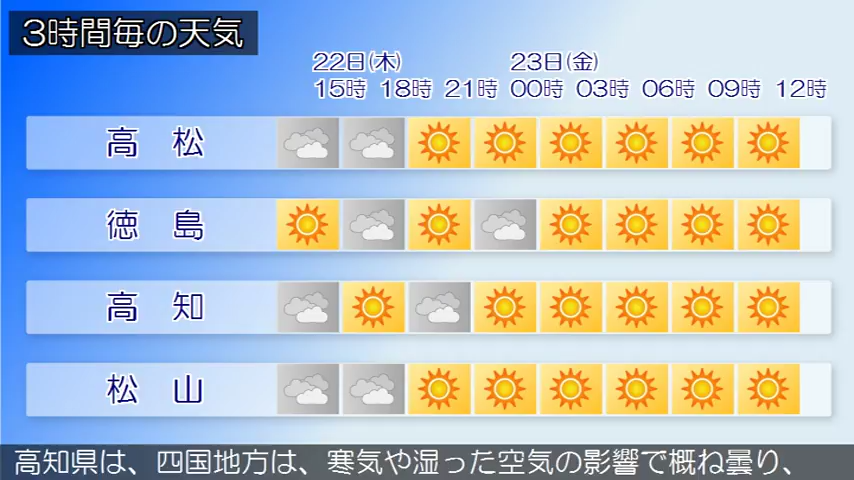 3時間毎の天気
22日(木) 23日(金)
15時 18時 21時 00時 03時 06時 09時 12時
高松
徳島
高知
松山
高知県は、四国地方は、寒気や湿った空気の影響で概ね曇り、